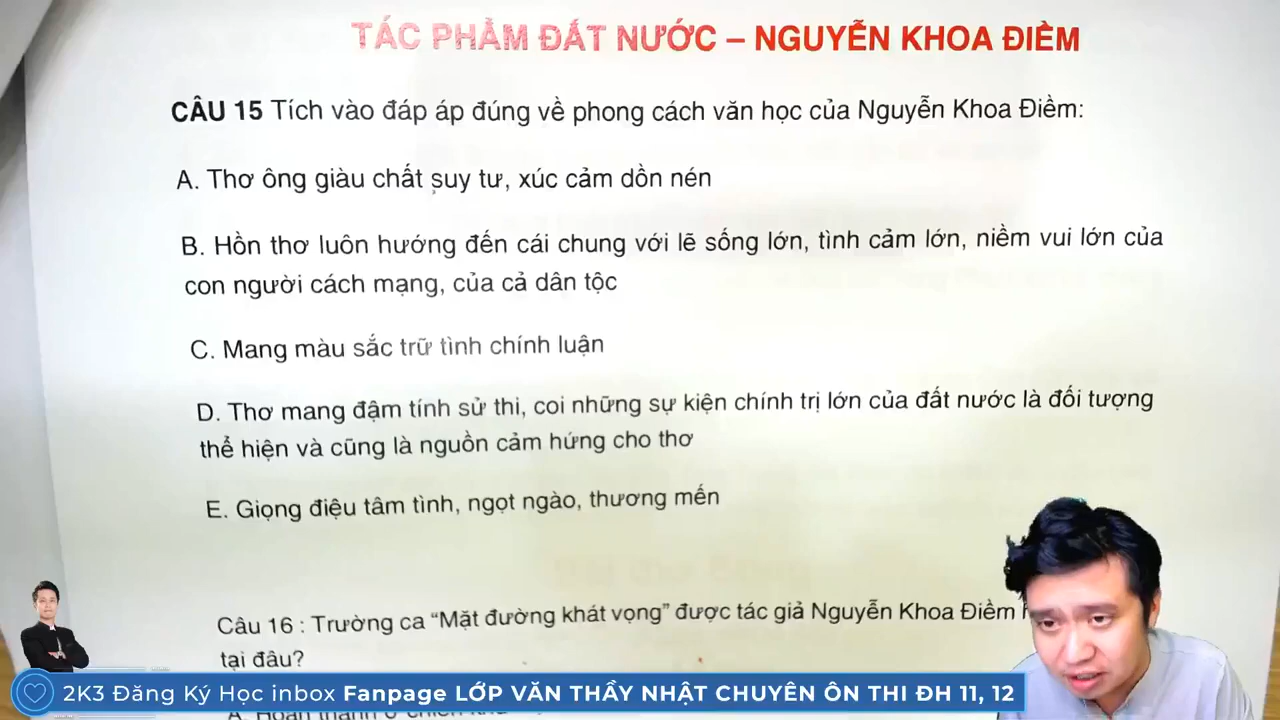 TÁC PHẨM ĐẤT NƯỚC – NGUYỄN KHOA ĐIỀM
CÂU 15 Tích vào đáp áp đúng về phong cách văn học của Nguyễn Khoa Điềm:
A. Thơ ông giàu chất suy tư, xúc cảm dồn nén
B. Hồn thơ luôn hướng đến cái chung với lẽ sống lớn, tình cảm lớn, niềm vui lớn của
con người cách mạng, của cả dân tộc
C. Mang màu sắc trữ tình chính luận
D. Thơ mang đậm tính sử thi, coi những sự kiện chính trị lớn của đất nước là đối tượng
thể hiện và cũng là nguồn cảm hứng cho thơ
E. Giọng điệu tâm tình, ngọt ngào, thương mến
Câu 16 : Trường ca “Mặt đường khát vọng” được tác giả Nguyễn Khoa Điềm
tại đâu?
2K3 Đăng Ký Học inbox Fanpage LỚP VĂN THẦY NHẬT CHUYÊN ÔN THI ĐH 11, 12